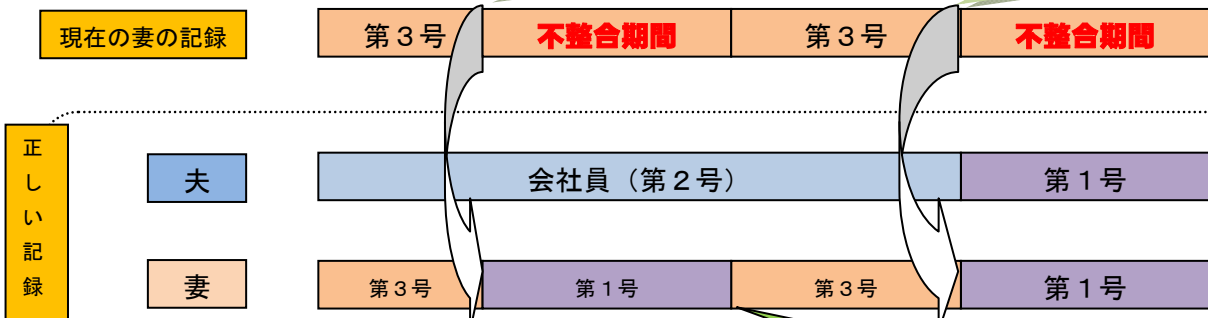 現在の妻の記録
第３号
不整合期間
第３号
不整合期間
正しい記録
夫
会社員（第２号）
第１号
妻
第３号
第１号
第３号
第１号